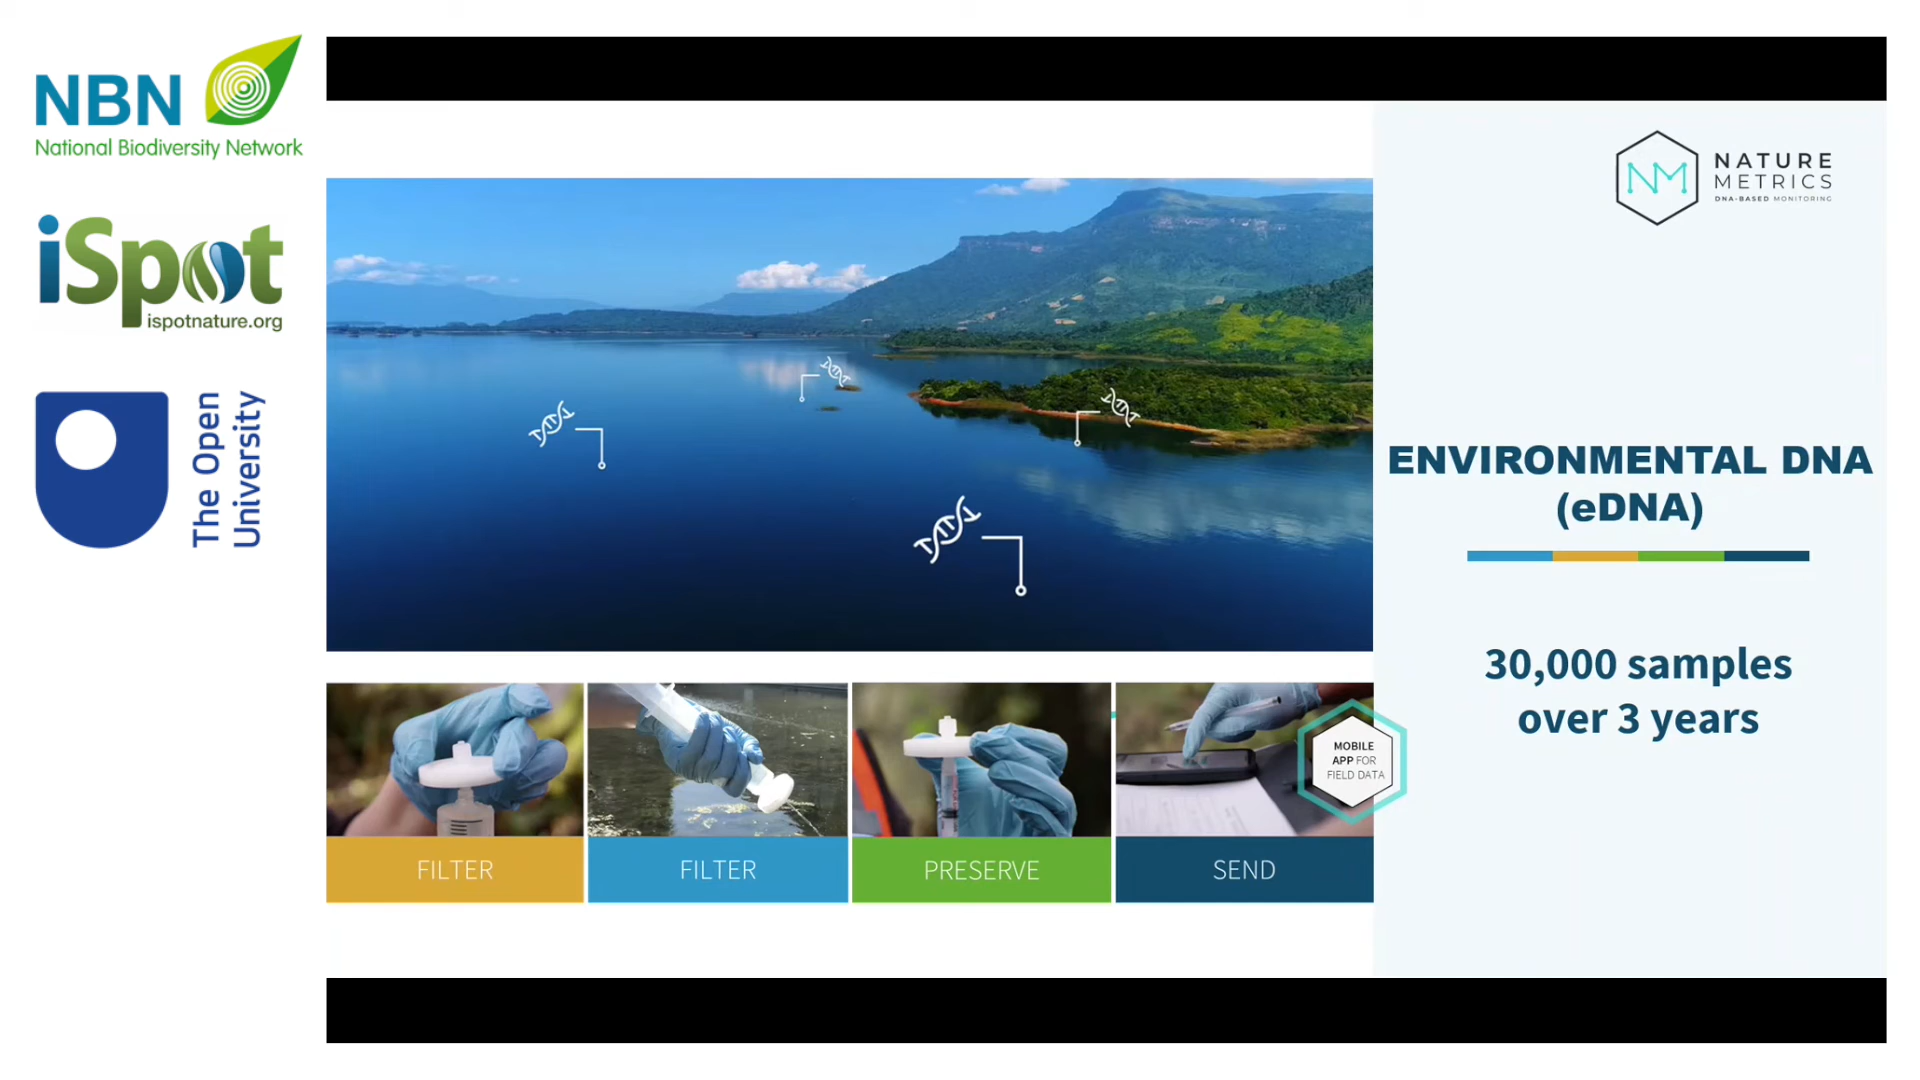 NBN
National Biodiversity Network
iSpot
ispotnature.org
The Open
University
NM
NATURE
METRICS
DNA-BASED MONITORING
ENVIRONMENTAL DNA
(eDNA)
30,000 samples
over 3 years
MOBILE
APP FOR
FIELD DATA
FILTER
FILTER
PRESERVE
SEND